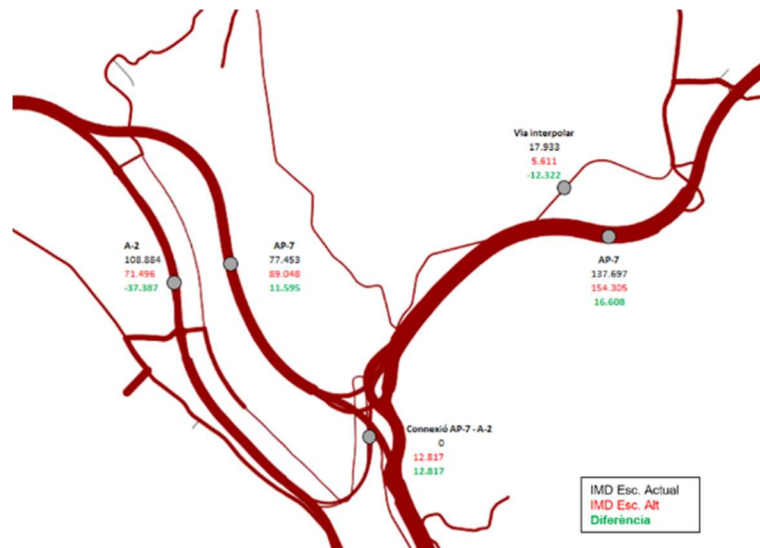 Via interpolar
17.933
5.611
-12.322
A-2
108.884
71.496
-37.387
AP-7
77.453
89.048
11.595
AP-7
137.697
154.305
16.608
Connexió AP-7 - A-2
0
12.817
12.817
IMD Esc. Actual
IMD Esc. Alt
Diferència